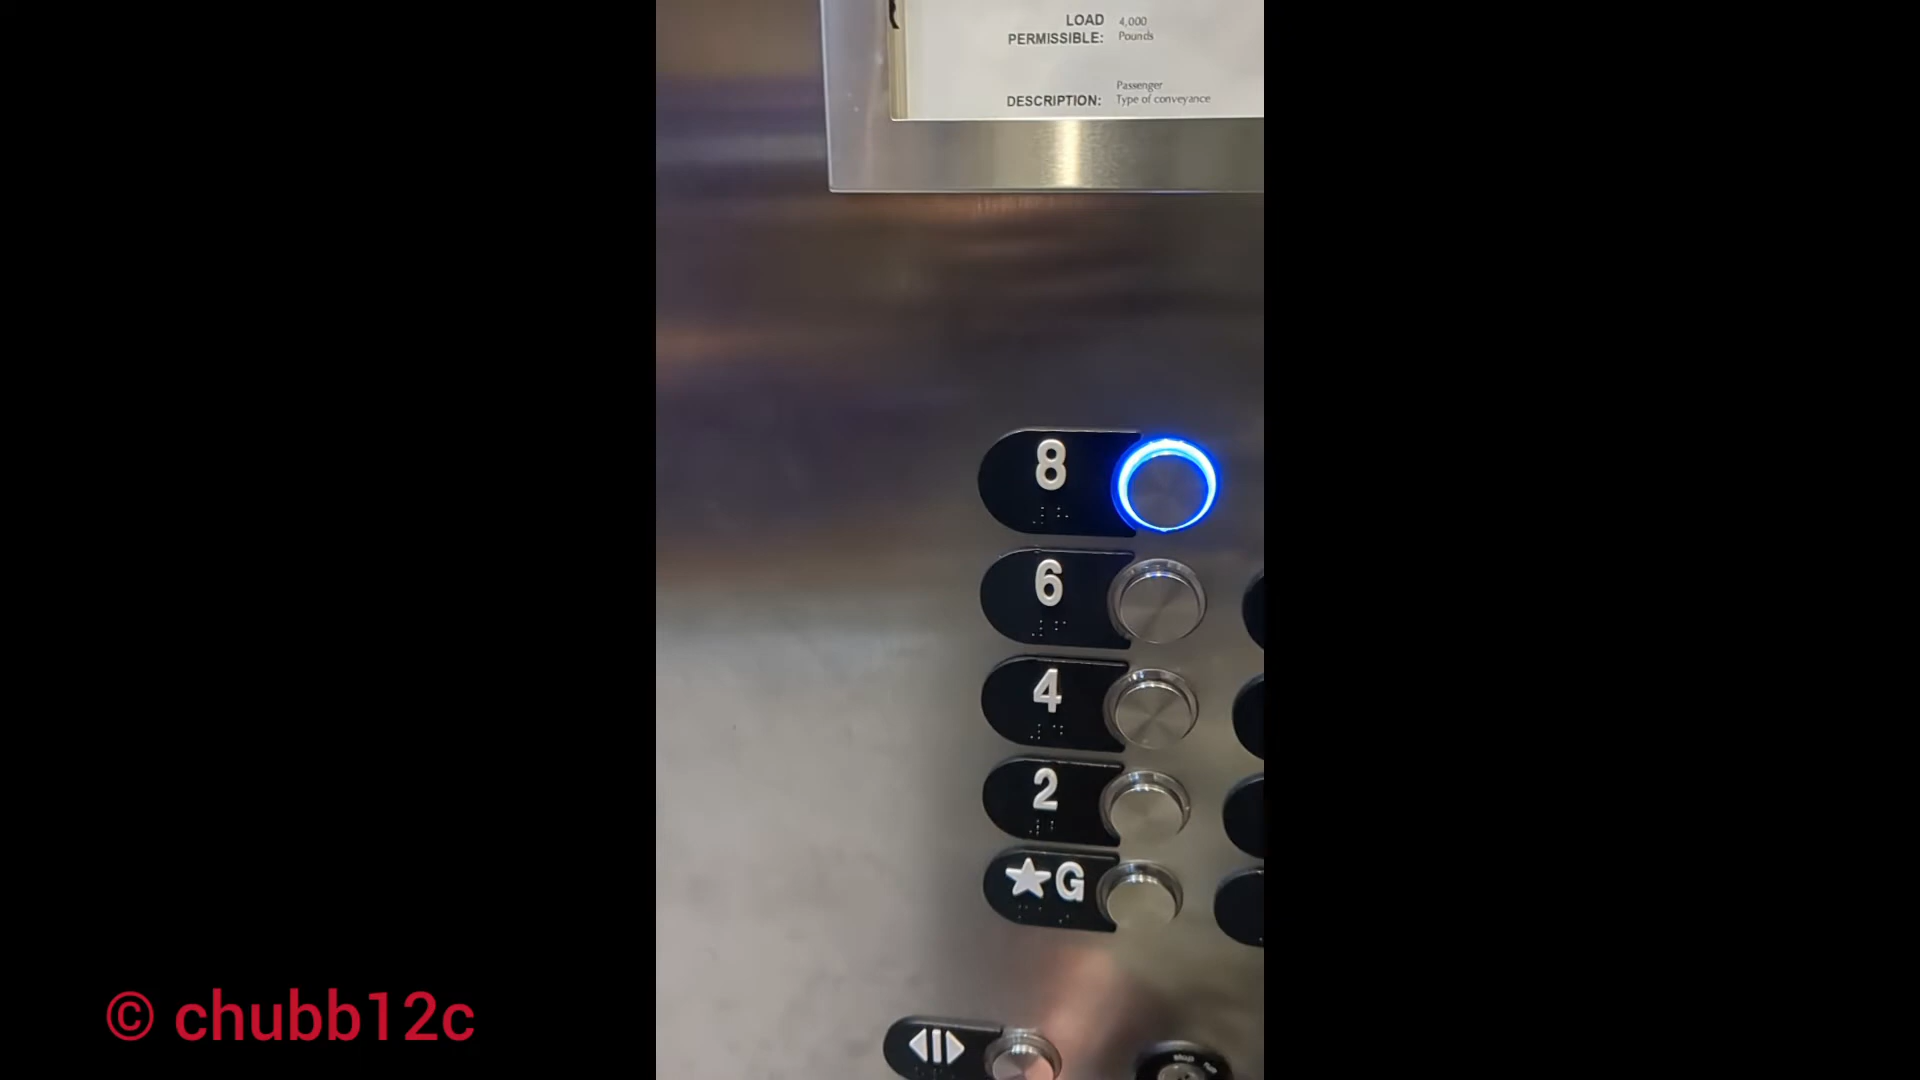 LOAD 4,000
PERMISSIBLE: Pounds
Passenger
DESCRIPTION: Type of conveyance
8
6
4
2
★G
© chubb12c